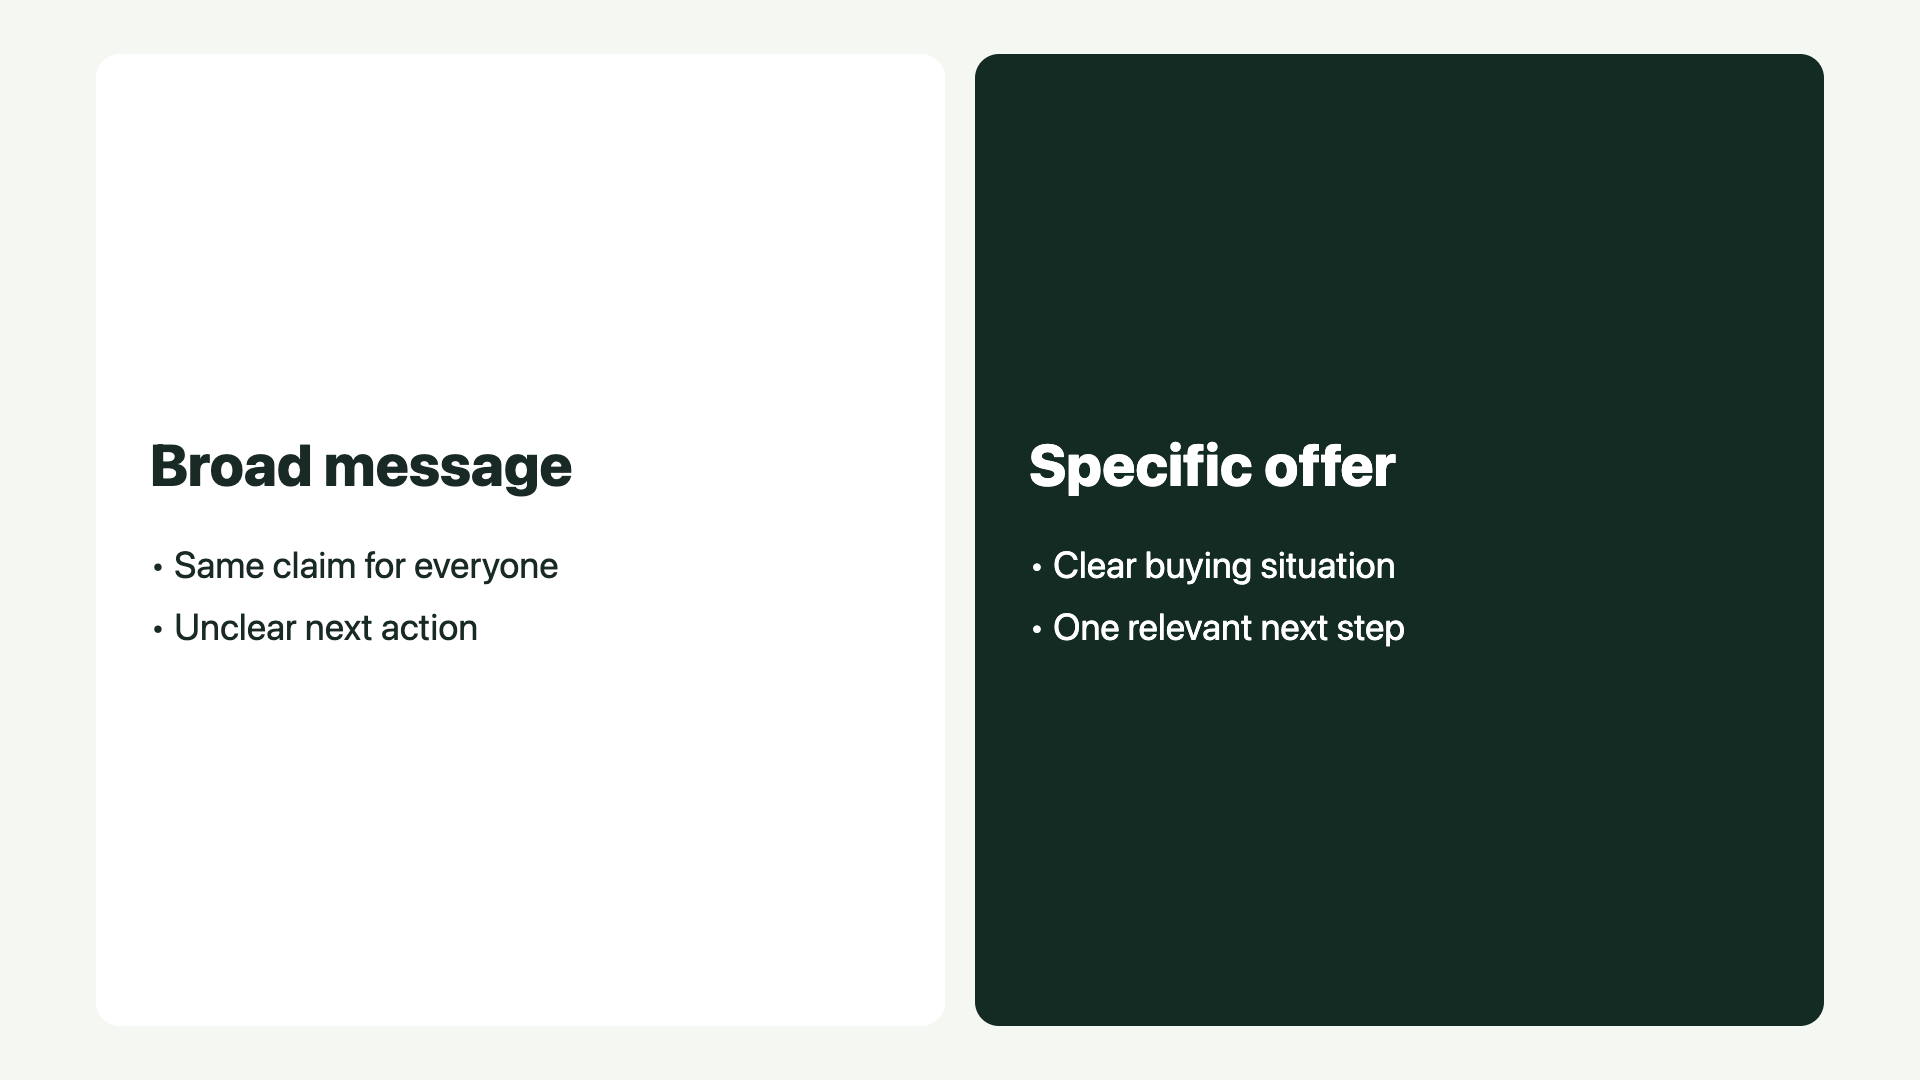 Broad message
• Same claim for everyone
• Unclear next action
Specific offer
• Clear buying situation
• One relevant next step